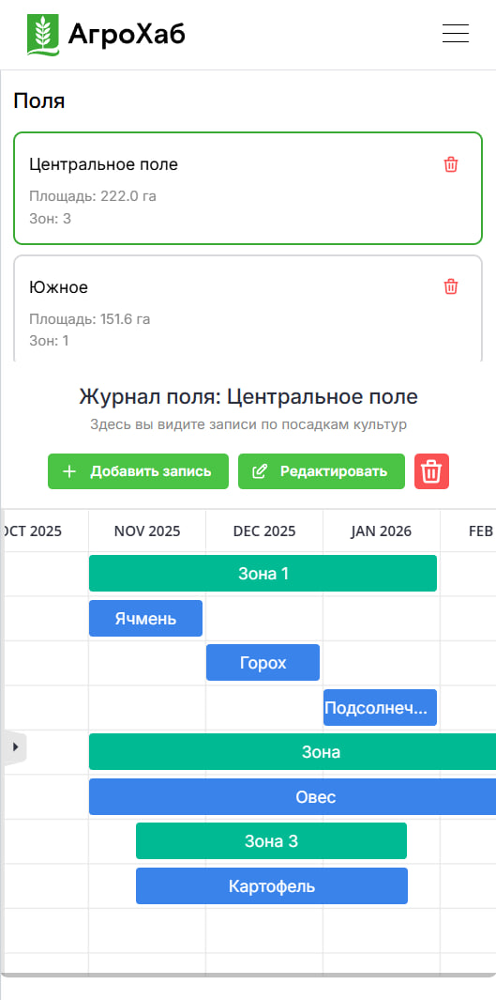 АгроХаб
Поля
Центральное поле
Площадь: 222.0 га
Зон: 3
Южное
Площадь: 151.6 га
Зон: 1
Журнал поля: Центральное поле
Здесь вы видите записи по посадкам культур
Добавить запись Редактировать
OCT 2025 NOV 2025 DEC 2025 JAN 2026 FEB
Зона 1
Ячмень
Горох
Подсолнеч...
Зона
Овес
Зона 3
Картофель